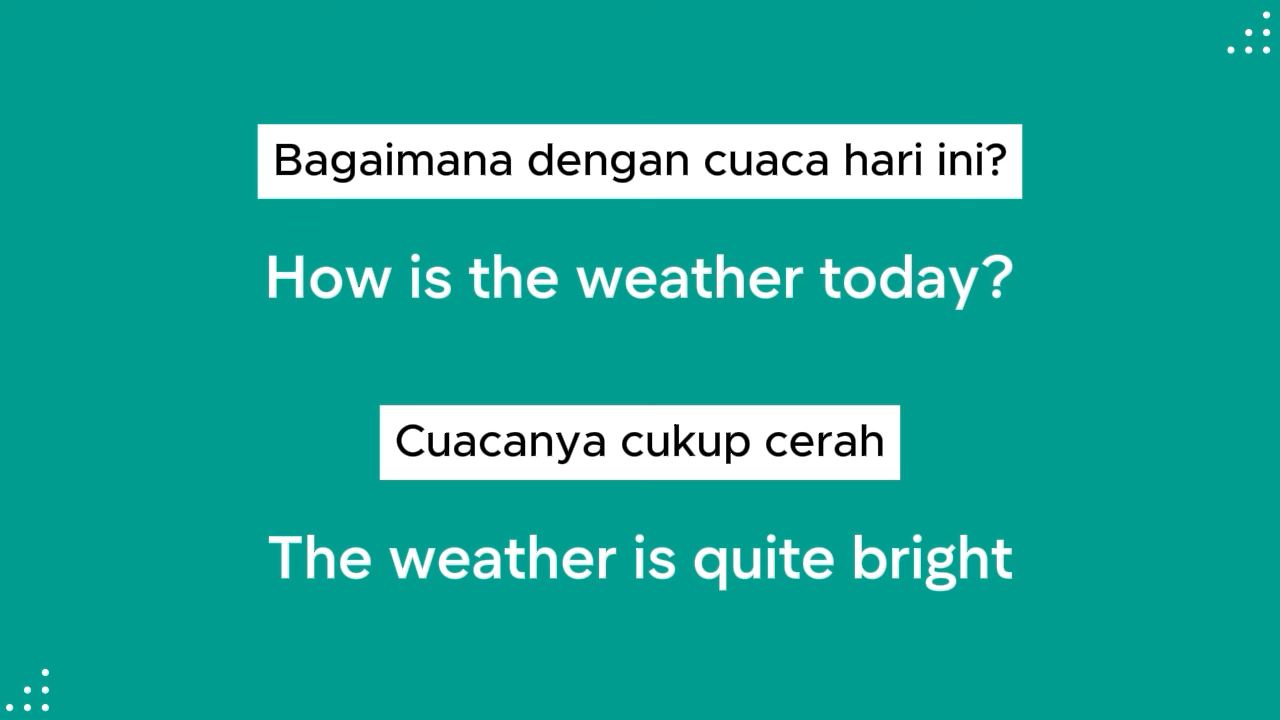 Bagaimana dengan cuaca hari ini?
How is the weather today?
Cuacanya cukup cerah
The weather is quite bright